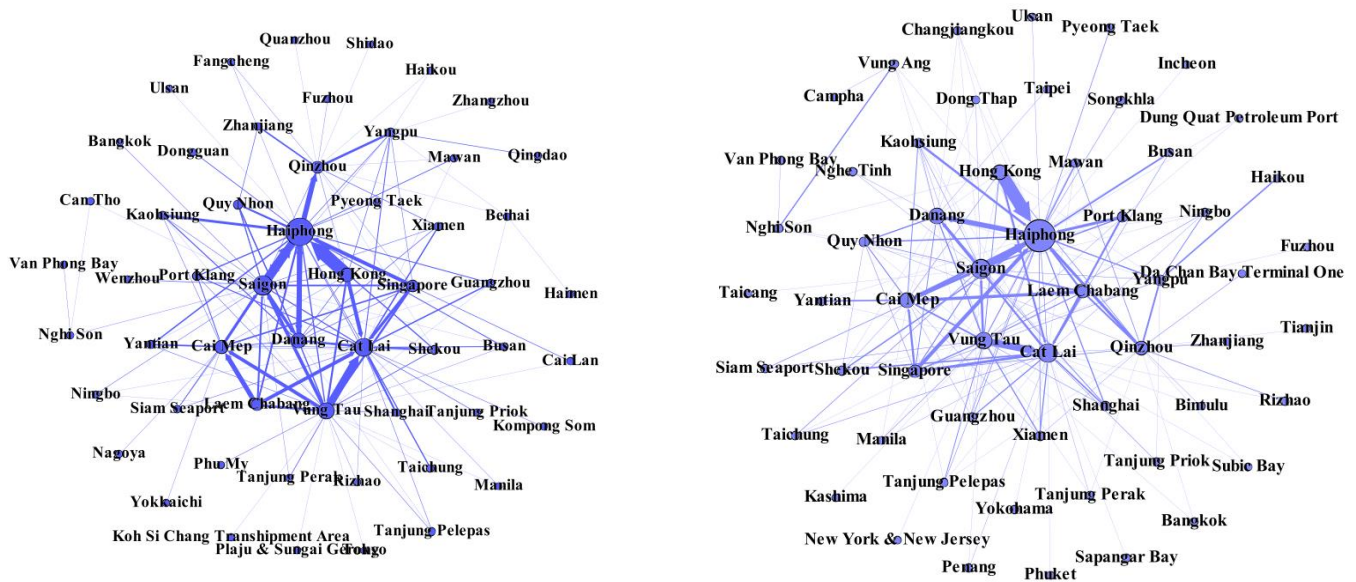 Quanzhou
Shidao
Fangcheng
Haikou
Ulsan
Fuzhou
Zhangzhou
Zhanjiang
Yangpu
Bangkok
Dongguan
Mawan
Qingdao
Qinzhou
Can Tho
Quy Nhon
Pyeong Taek
Kaohsiung
Beihai
Xiamen
Haiphong
Van Phong Bay
Wenzhou
Port Klang
Hong Kong
Saigon
Singapore
Guangzhou
Haimen
Nghi Son
Yantian
Cai Mep
Danang
Cat Lai
Shekou
Busan
Cai Lan
Ningbo
Siam Seaport
Laem Chabang
Vung Tau
Shanghai
Tanjung Priok
Kompong Som
Nagoya
Phu My
Tanjung Perak
Rizhao
Taichung
Manila
Yokkaichi
Koh Si Chang Transhipment Area
Tanjung Pelepas
Plaju & Sungai Gerong
Tokyo
Ulsan
Changjiangkou
Pyeong Taek
Vung Ang
Incheon
Campha
Dong Thap
Taipei
Songkhla
Dung Quat Petroleum Port
Kaohsiung
Van Phong Bay
Nghe Tinh
Hong Kong
Mawan
Busan
Haikou
Nghi Son
Danang
Port Klang
Ningbo
Quy Nhon
Haiphong
Fuzhou
Saigon
Da Chan Bay Terminal One
Yangpu
Taicang
Yantian
Cai Mep
Laem Chabang
Vung Tau
Cat Lai
Qinzhou
Zhanjiang
Tianjin
Siam Seaport
Shekou
Singapore
Guangzhou
Shanghai
Bintulu
Rizhao
Taichung
Manila
Xiamen
Tanjung Priok
Subic Bay
Kashima
Tanjung Pelepas
Yokohama
Tanjung Perak
Bangkok
New York & New Jersey
Penang
Phuket
Sapangar Bay